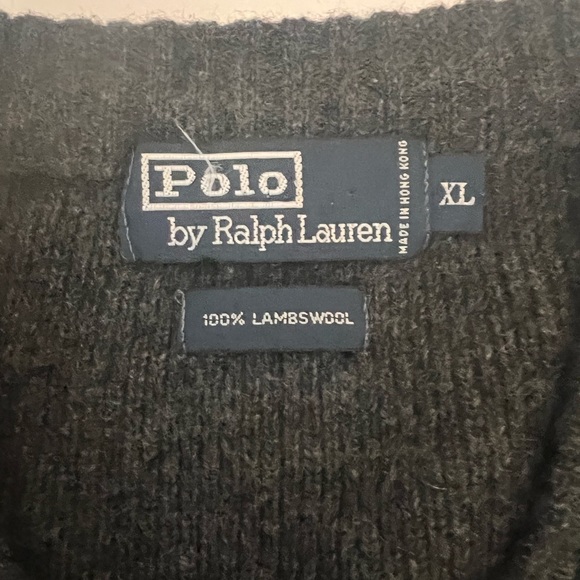 Polo
by Ralph Lauren
MADE IN HONG KONG
XL
100% LAMBSWOOL